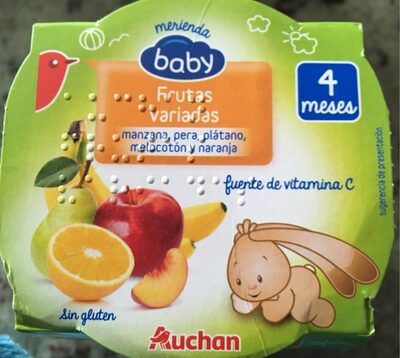 merienda
baby
Frutas
Variadas
manzana, pera, plátano,
melocotón y naranja
4
meses
fuente de vitamina C
sugerencia de presentación
Sin gluten
Auchan